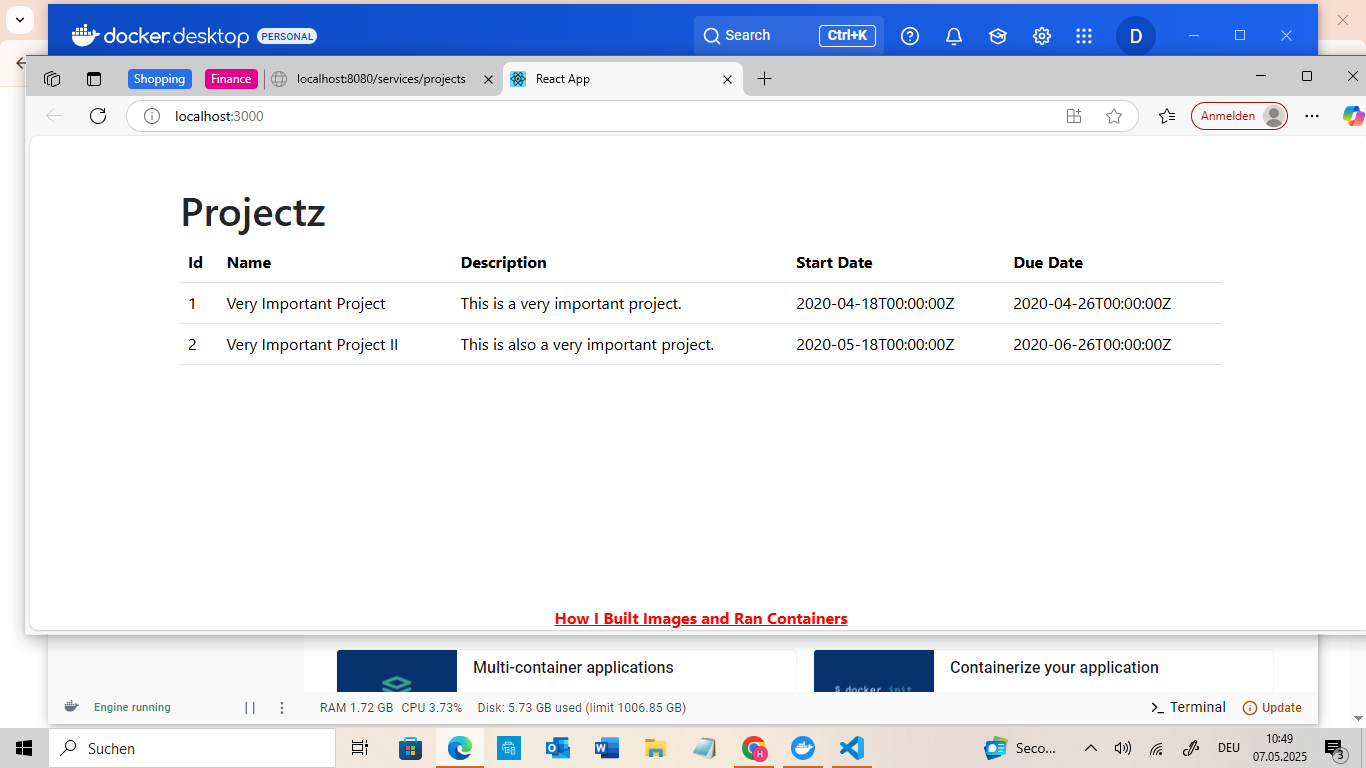 docker.desktop PERSONAL Search Ctrl+K D
Shopping Finance localhost:8080/services/projects React App
localhost:3000 Anmelden
Projectz
Id Name Description Start Date Due Date
1 Very Important Project This is a very important project. 2020-04-18T00:00:00Z 2020-04-26T00:00:00Z
2 Very Important Project II This is also a very important project. 2020-05-18T00:00:00Z 2020-06-26T00:00:00Z
How I Built Images and Ran Containers
Multi-container applications Containerize your application
$ docker init
Engine running RAM 1.72 GB CPU 3.73% Disk: 5.73 GB used (limit 1006.85 GB) Terminal Update
Suchen H Seco... DEU 10:49
07.05.2025 3